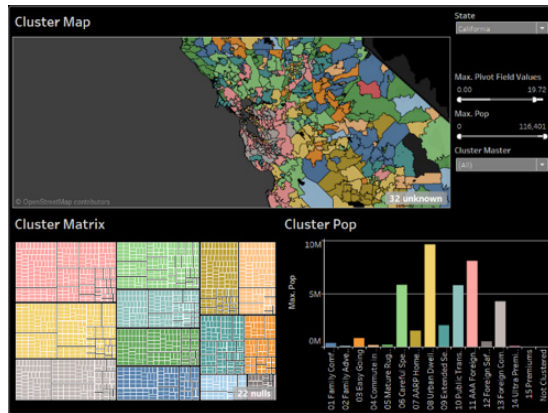 Cluster Map
State
California
Max. Pivot Field Values
0.00 19.72
Max. Pop
0 116,401
Cluster Master
(All)
© OpenStreetMap contributors
32 unknown
Cluster Matrix
22 nulls
Cluster Pop
Max. Pop
10M
5M
0M
01 Family Comf..
02 Family Adve..
03 Easy Going
04 Commute in
05 Mature Rug..
06 Careful Spe..
07 AARP Home..
08 Urban Dwell..
09 Extended Se..
10 Public Trans..
11 AAA Foreign..
12 Foreign Saf..
13 Foreign Com..
14 Ultra Premi..
15 Premiums
Not Clustered